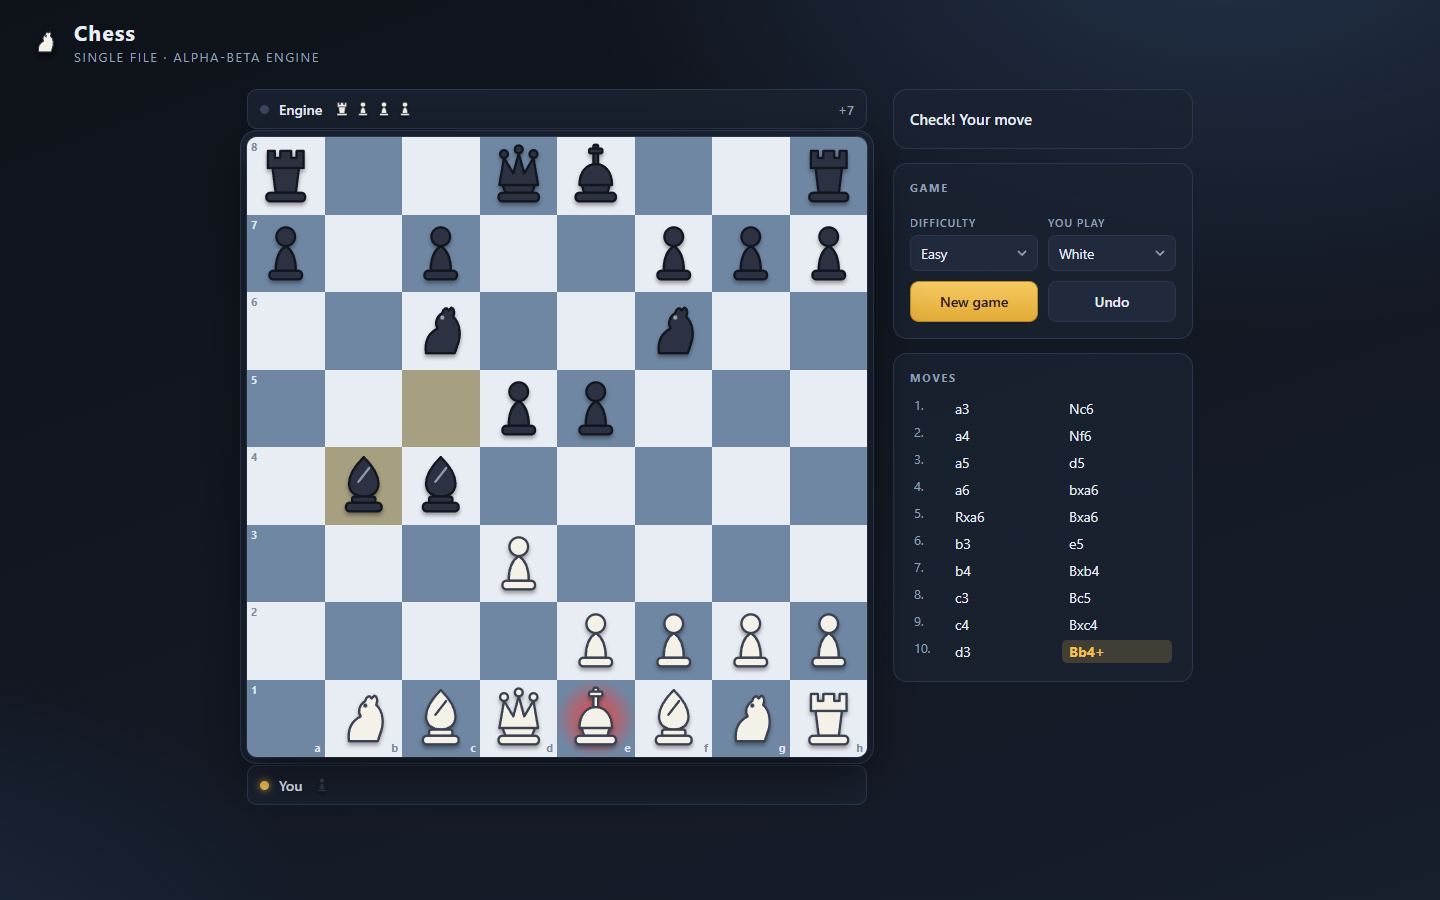 Chess
SINGLE FILE · ALPHA-BETA ENGINE
Engine
+7
8
7
6
5
4
3
2
1
a
b
c
d
e
f
g
h
You
Check! Your move
GAME
DIFFICULTY YOU PLAY
Easy White
New game Undo
MOVES
1. a3 Nc6
2. a4 Nf6
3. a5 d5
4. a6 bxa6
5. Rxa6 Bxa6
6. b3 e5
7. b4 Bxb4
8. c3 Bc5
9. c4 Bxc4
10. d3 Bb4+